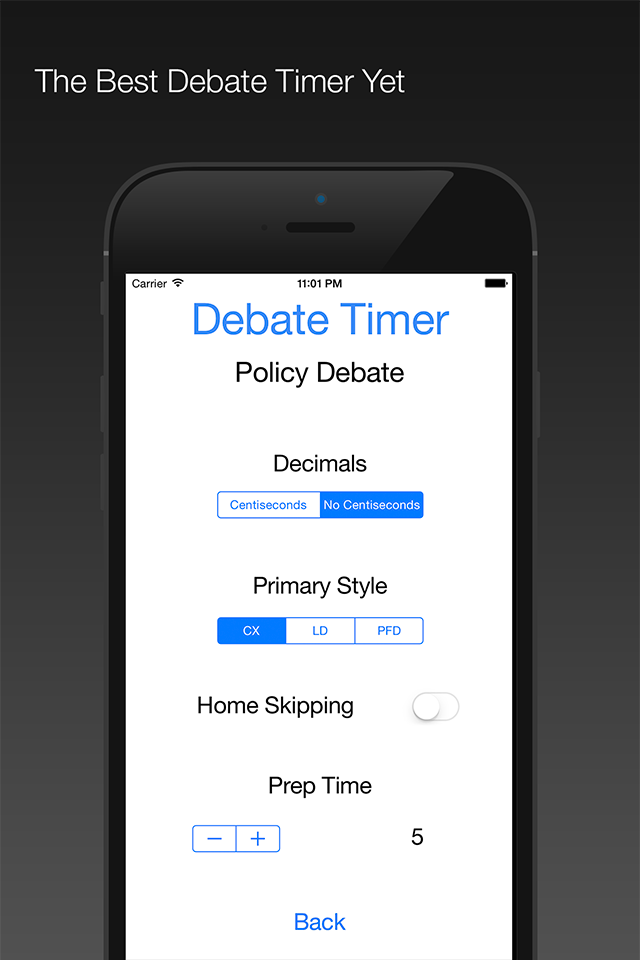 The Best Debate Timer Yet
Carrier 11:01 PM
Debate Timer
Policy Debate
Decimals
Centiseconds No Centiseconds
Primary Style
CX LD PFD
Home Skipping
Prep Time
− + 5
Back